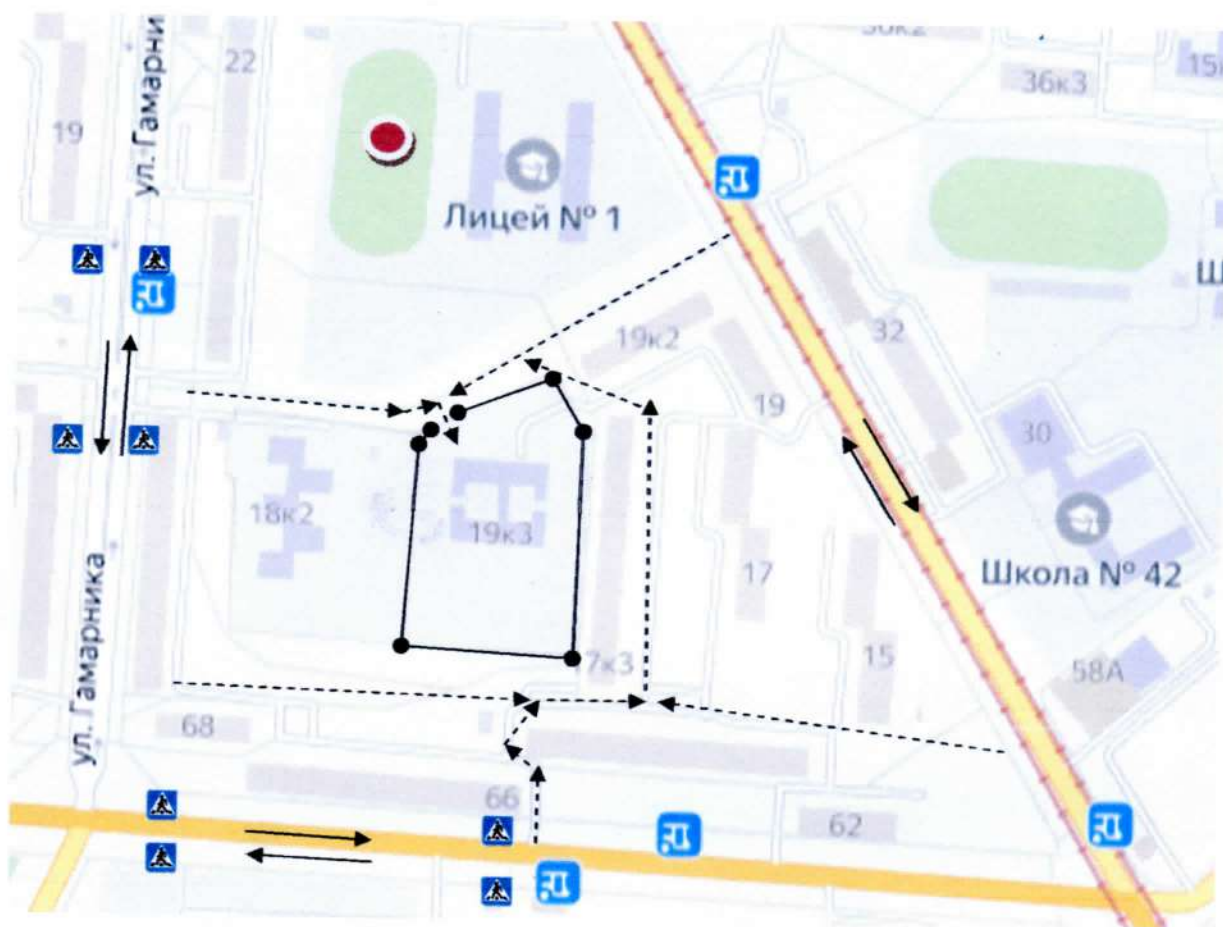 ул. Гамарни
22
19
36к3
Лицей № 1
19к2
32
19
30
18к2
19к3
17
Школа № 42
ул. Гамарника
7к3
15
58А
68
66
62